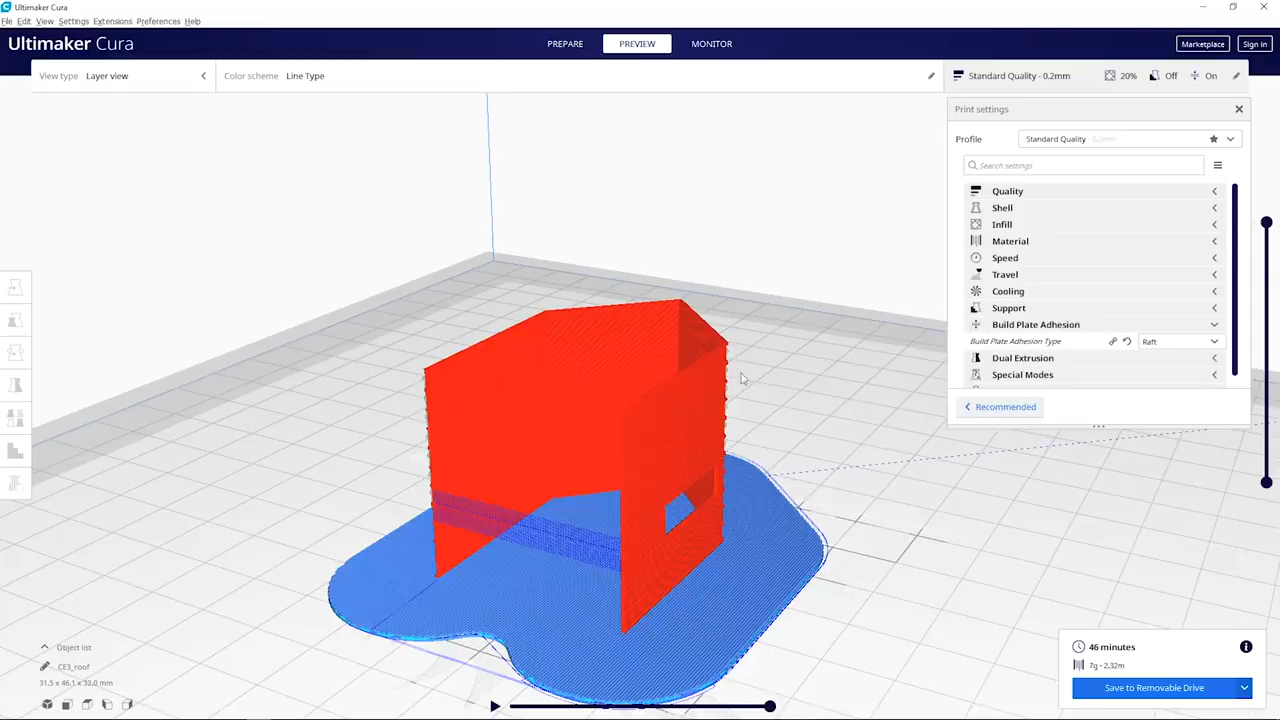 Ultimaker Cura
File Edit View Settings Extensions Preferences Help
Ultimaker Cura
PREPARE PREVIEW MONITOR
Marketplace Sign in
View type Layer view
Color scheme Line Type
Standard Quality - 0.2mm 20% Off On
Print settings
Profile Standard Quality 0.2mm
Search settings
Quality
Shell
Infill
Material
Speed
Travel
Cooling
Support
Build Plate Adhesion
Build Plate Adhesion Type Raft
Dual Extrusion
Special Modes
Recommended
Object list
CE3_roof
31.5 x 46.1 x 32.0 mm
46 minutes
7g · 2.32m
Save to Removable Drive